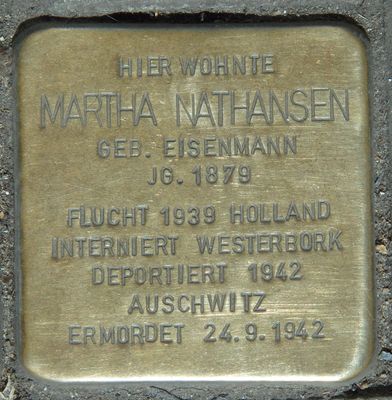 HIER WOHNTE
MARTHA NATHANSEN
GEB. EISENMANN
JG. 1879
FLUCHT 1939 HOLLAND
INTERNIERT WESTERBORK
DEPORTIERT 1942
AUSCHWITZ
ERMORDET 24.9.1942